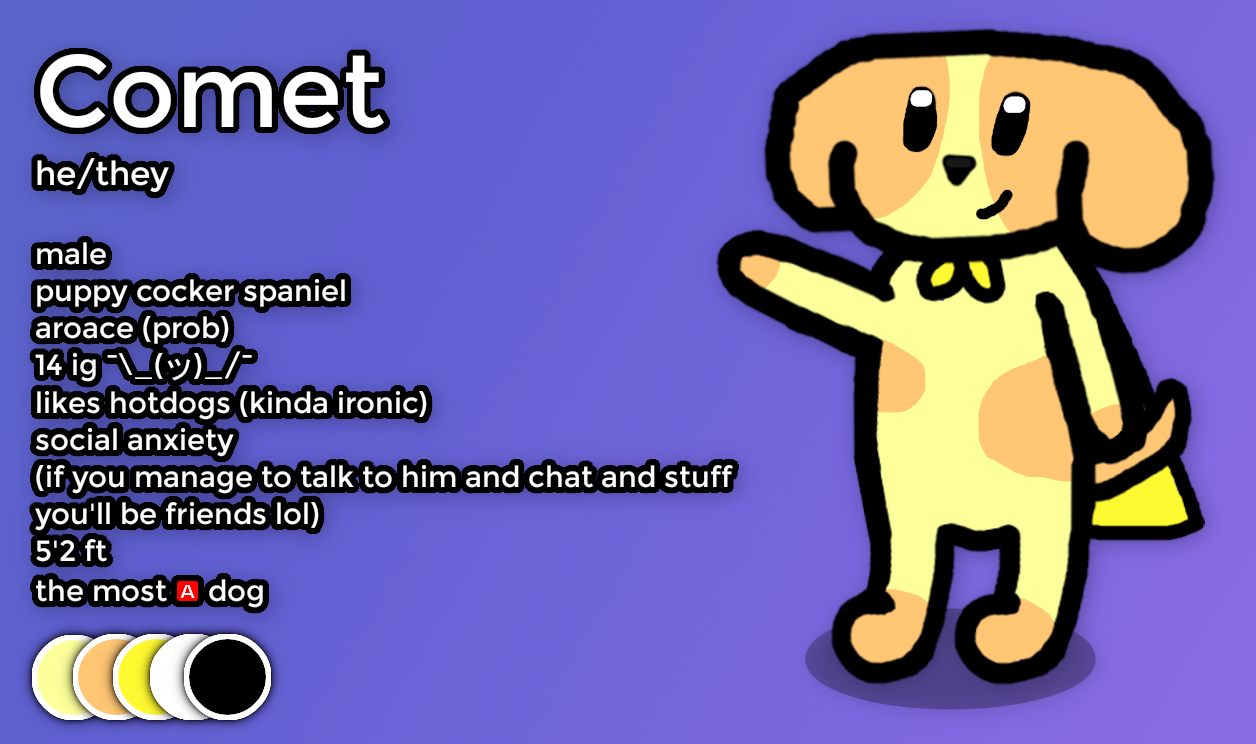 Comet
he/they
male
puppy cocker spaniel
aroace (prob)
14 ig ¯\_(ツ)_/¯
likes hotdogs (kinda ironic)
social anxiety
(if you manage to talk to him and chat and stuff
you'll be friends lol)
5'2 ft
the most 🅰 dog